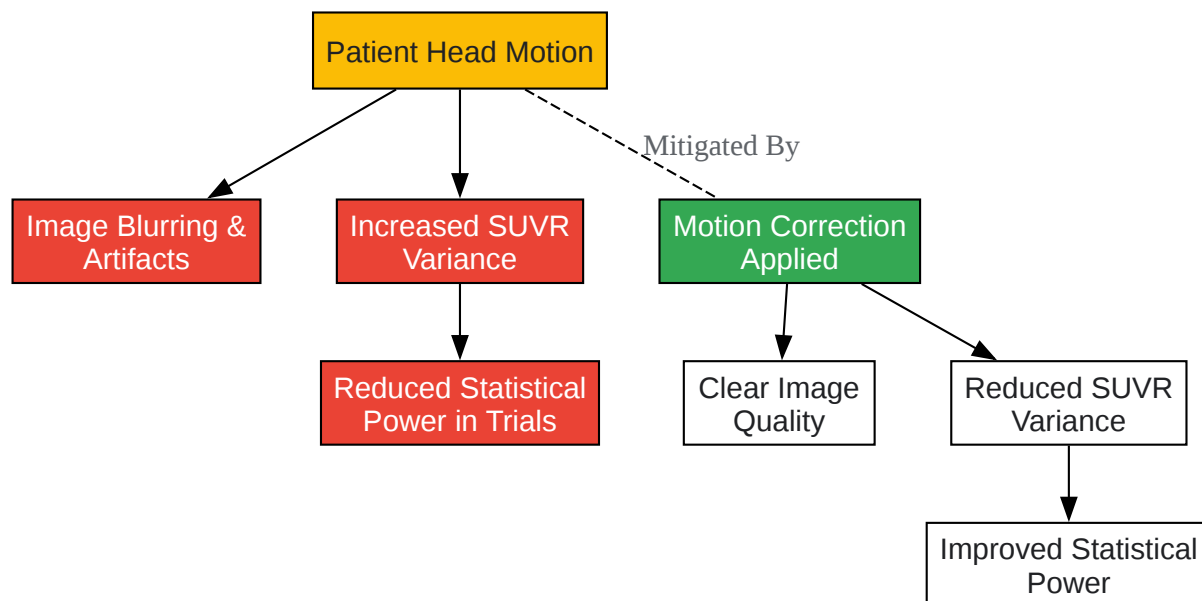 Patient Head Motion
Mitigated By
Image Blurring &
Artifacts
Increased SUVR
Variance
Motion Correction
Applied
Reduced Statistical
Power in Trials
Clear Image
Quality
Reduced SUVR
Variance
Improved Statistical
Power